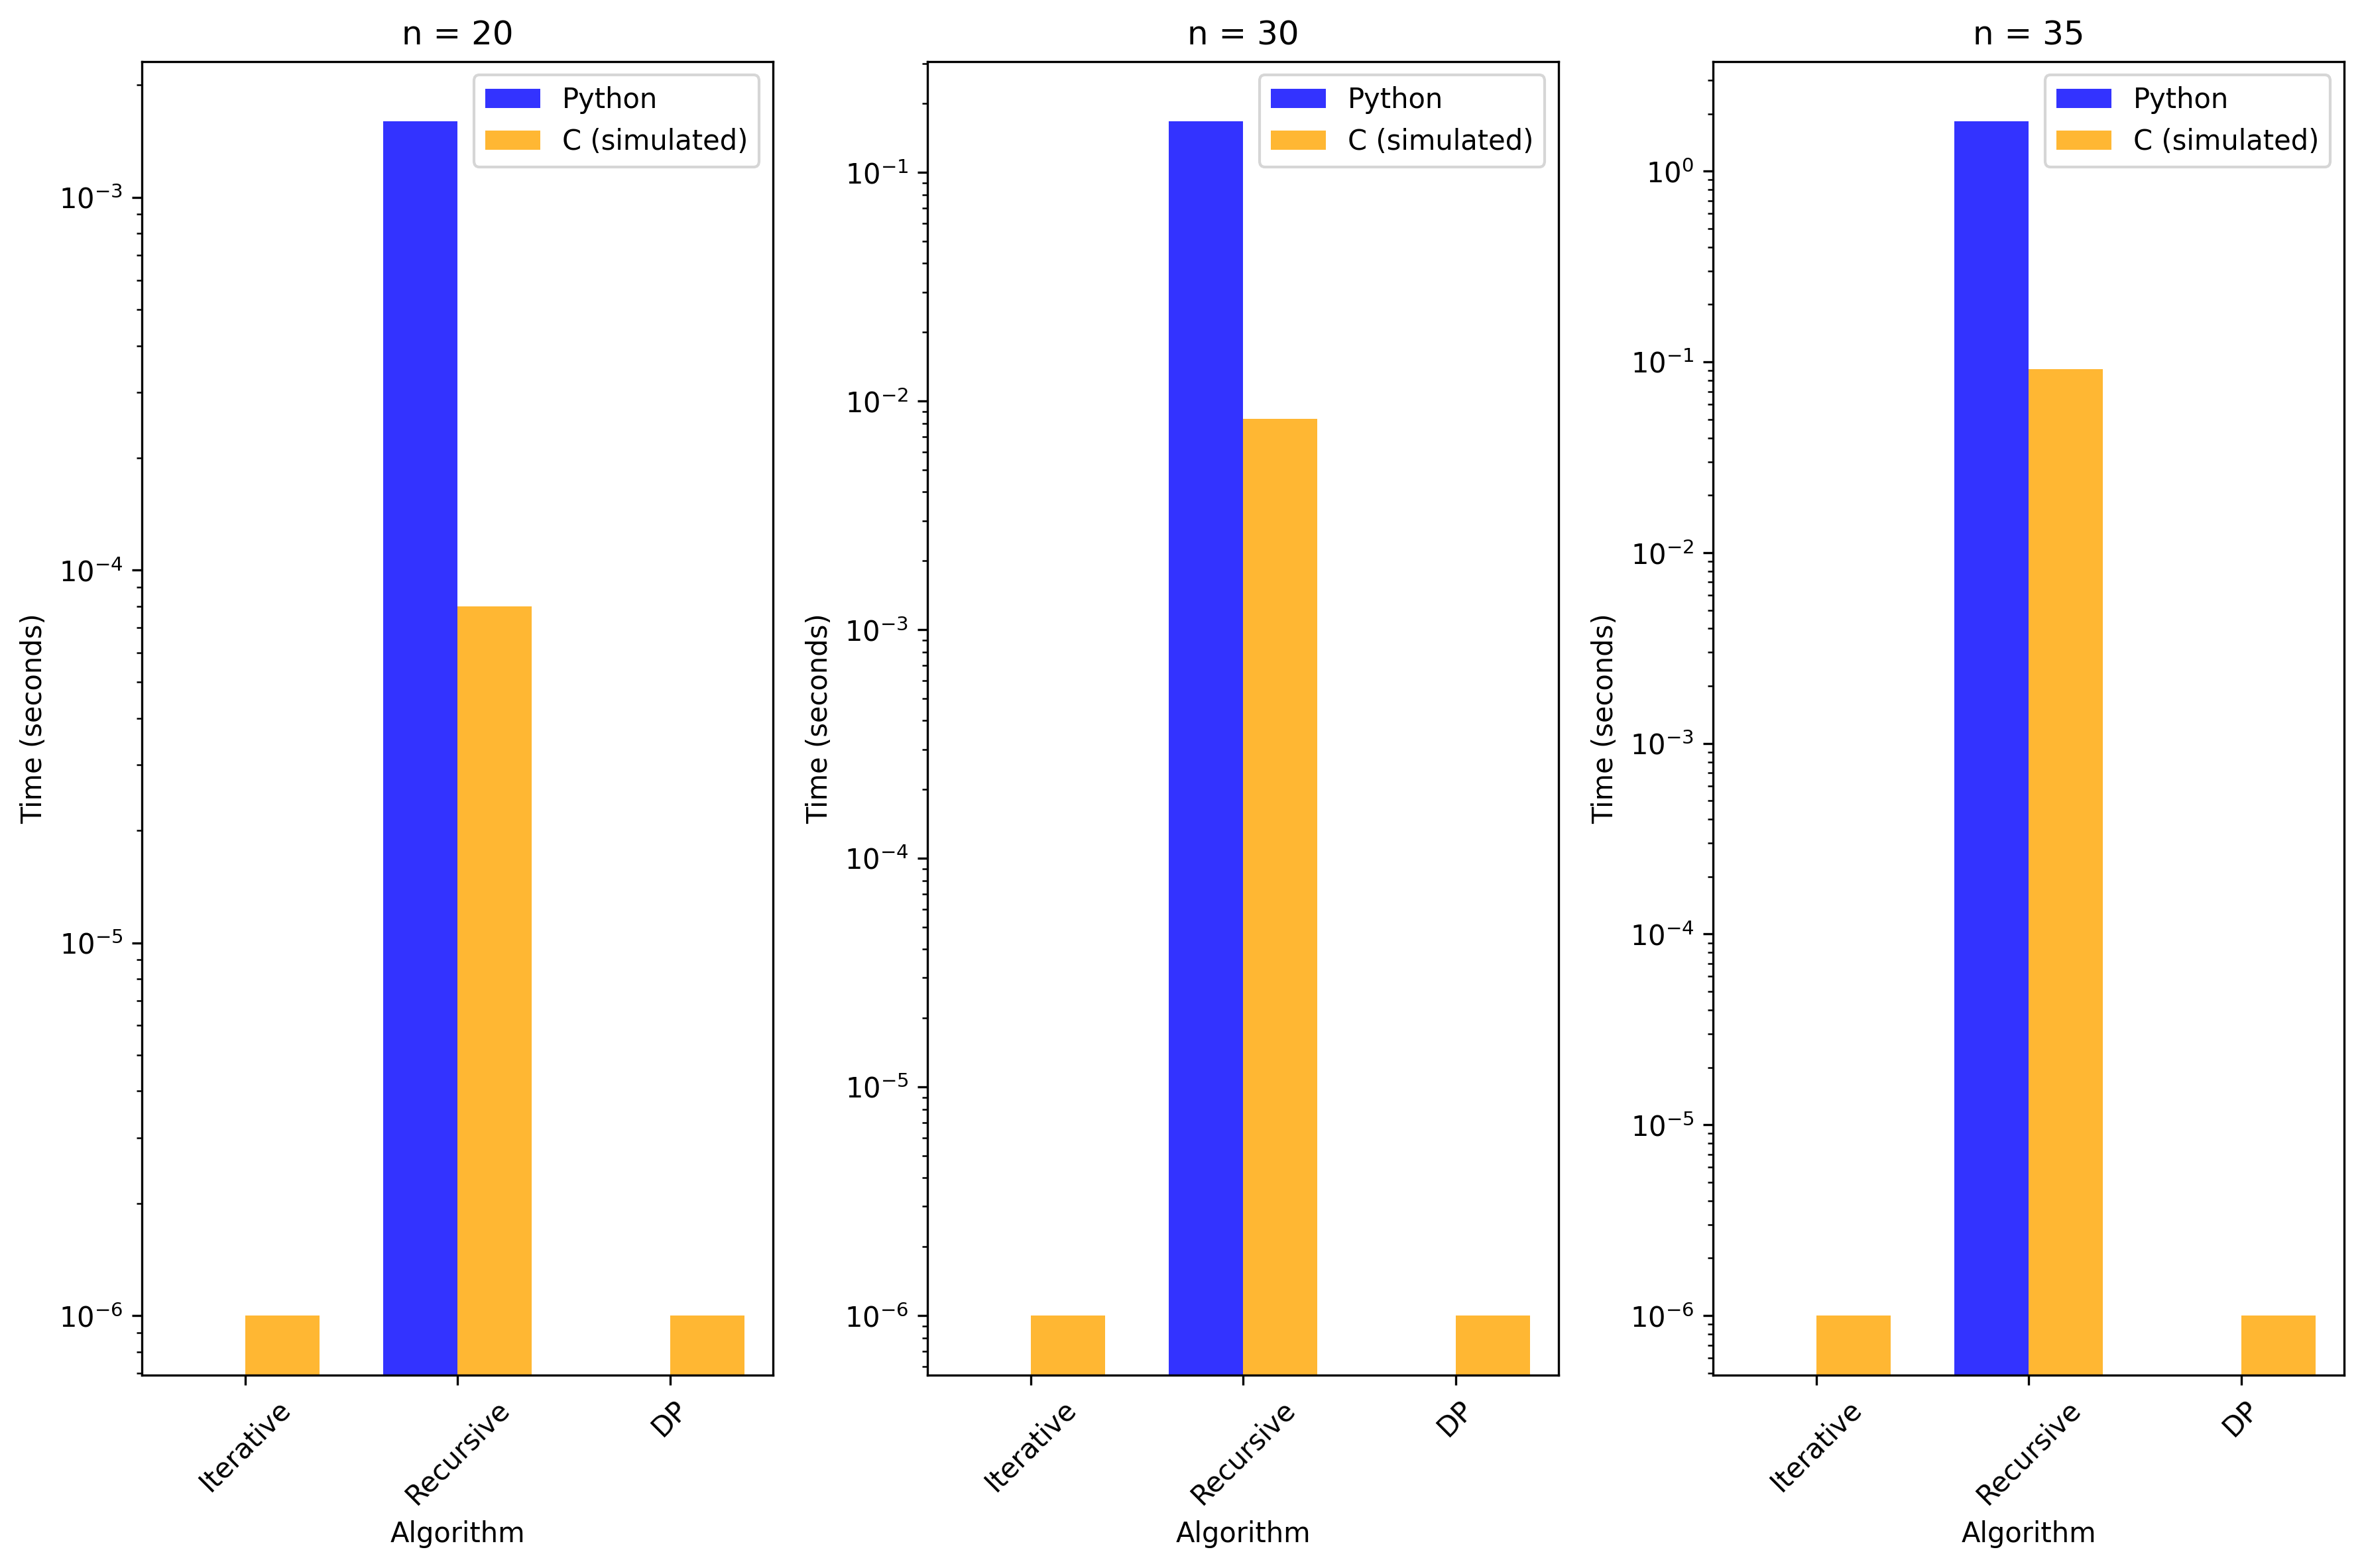 n = 20
Python
C (simulated)
10⁻³
10⁻⁴
10⁻⁵
10⁻⁶
Time (seconds)
Iterative
Recursive
DP
Algorithm
n = 30
Python
C (simulated)
10⁻¹
10⁻²
10⁻³
10⁻⁴
10⁻⁵
10⁻⁶
Time (seconds)
Iterative
Recursive
DP
Algorithm
n = 35
Python
C (simulated)
10⁰
10⁻¹
10⁻²
10⁻³
10⁻⁴
10⁻⁵
10⁻⁶
Time (seconds)
Iterative
Recursive
DP
Algorithm